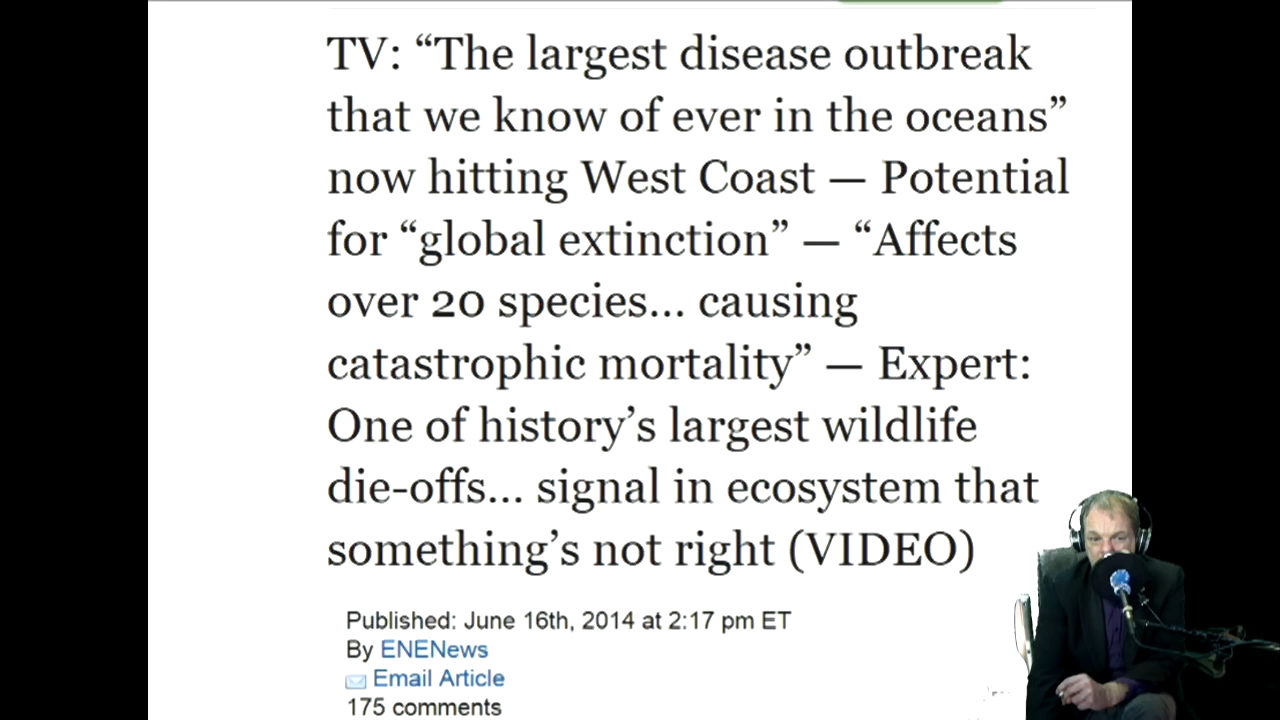 TV: “The largest disease outbreak
that we know of ever in the oceans”
now hitting West Coast — Potential
for “global extinction” — “Affects
over 20 species... causing
catastrophic mortality” — Expert:
One of history’s largest wildlife
die-offs... signal in ecosystem that
something’s not right (VIDEO)
Published: June 16th, 2014 at 2:17 pm ET
By ENENews
Email Article
175 comments